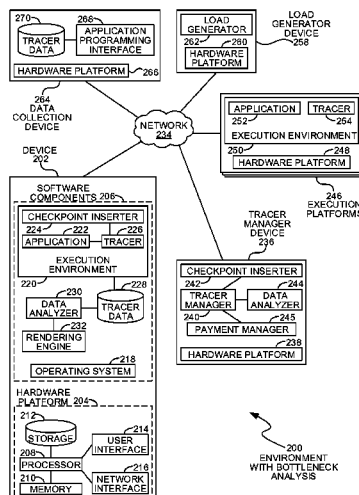 270
268
TRACER
DATA
APPLICATION
PROGRAMMING
INTERFACE
HARDWARE PLATFORM
266
264
DATA
COLLECTION
DEVICE
LOAD GENERATOR
262
260
HARDWARE
PLATFORM
LOAD
GENERATOR
DEVICE
258
NETWORK
234
APPLICATION
TRACER
252
254
EXECUTION ENVIRONMENT
250
248
HARDWARE PLATFORM
246
EXECUTION
PLATFORMS
DEVICE
202
SOFTWARE
COMPONENTS 206
CHECKPOINT INSERTER
224
222
226
APPLICATION
TRACER
EXECUTION
ENVIRONMENT
220
228
230
DATA
ANALYZER
TRACER
DATA
232
RENDERING
ENGINE
218
OPERATING SYSTEM
HARDWARE
PLATFORM 204
212
STORAGE
214
USER
INTERFACE
208
PROCESSOR
216
210
MEMORY
NETWORK
INTERFACE
TRACER
MANAGER
DEVICE
236
CHECKPOINT INSERTER
242
244
TRACER
MANAGER
DATA
ANALYZER
240
245
PAYMENT MANAGER
238
HARDWARE PLATFORM
200
ENVIRONMENT
WITH BOTTLENECK
ANALYSIS